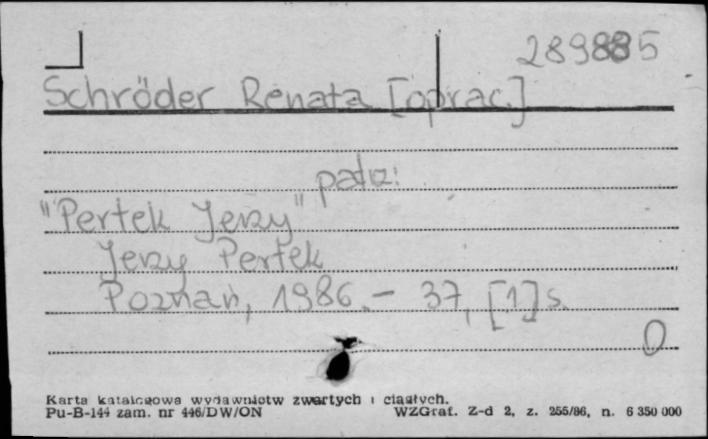 289885
Schröder Renata [oprac.]
patrz:
"Pertek Jerzy"
Jerzy Pertek
Poznań, 1986. - 37, [1] s.
0
Karta katalogowa wydawnictw zwartych i ciągłych.
Pu-B-144 zam. nr 446/DW/ON WZGraf. Z-d 2, z. 255/86, n. 6 350 000